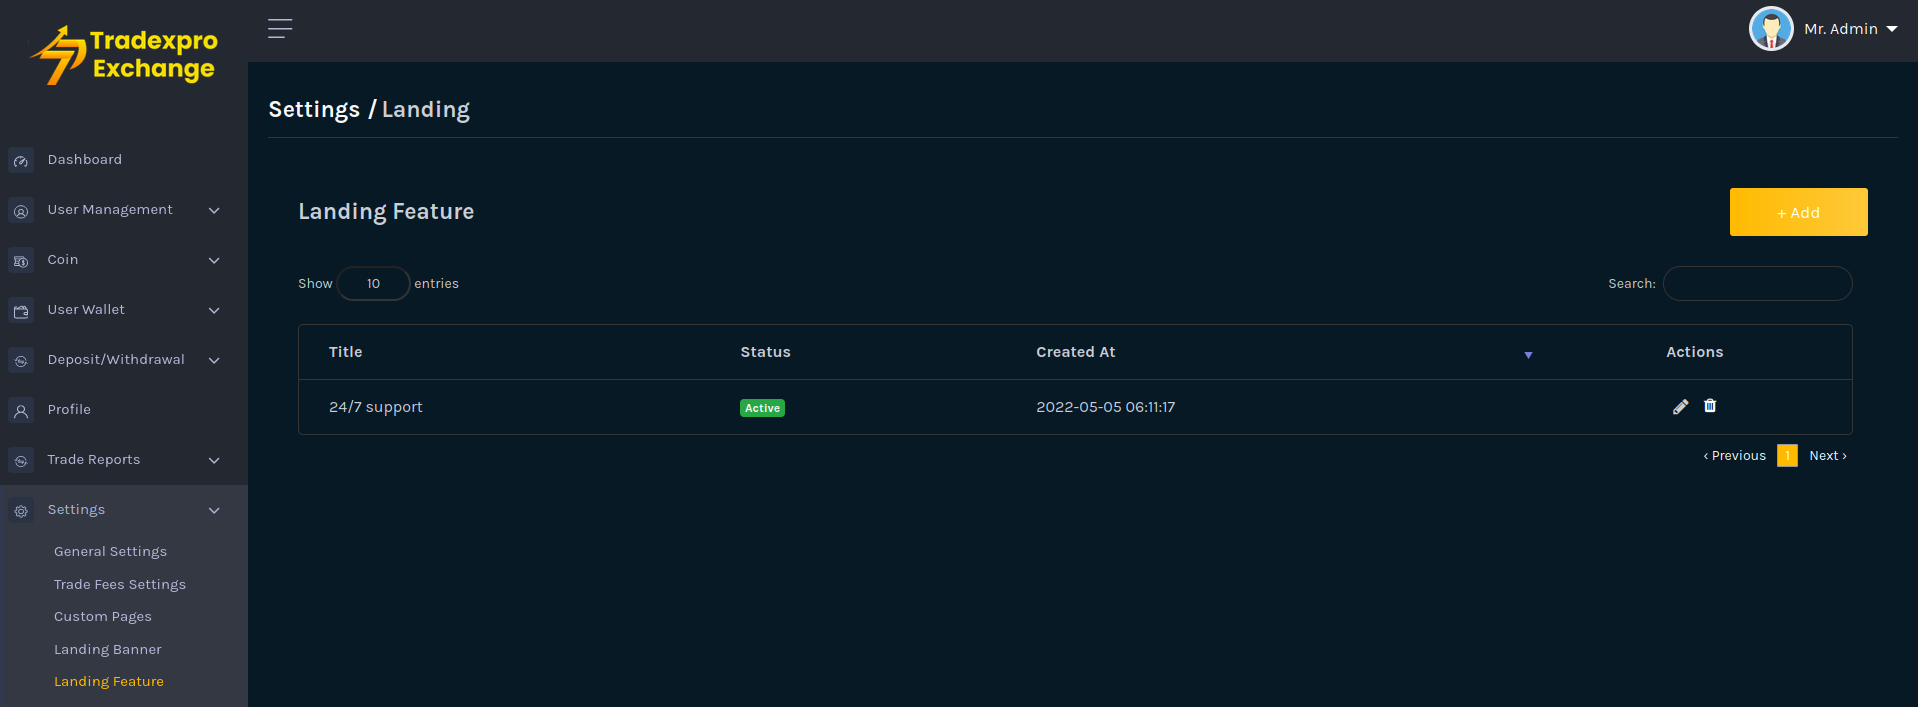 Tradexpro
Exchange
Mr. Admin
Dashboard
User Management
Coin
User Wallet
Deposit/Withdrawal
Profile
Trade Reports
Settings
General Settings
Trade Fees Settings
Custom Pages
Landing Banner
Landing Feature
Settings / Landing
Landing Feature
+ Add
Show 10 entries
Search:
Title Status Created At Actions
24/7 support Active 2022-05-05 06:11:17
‹ Previous 1 Next ›